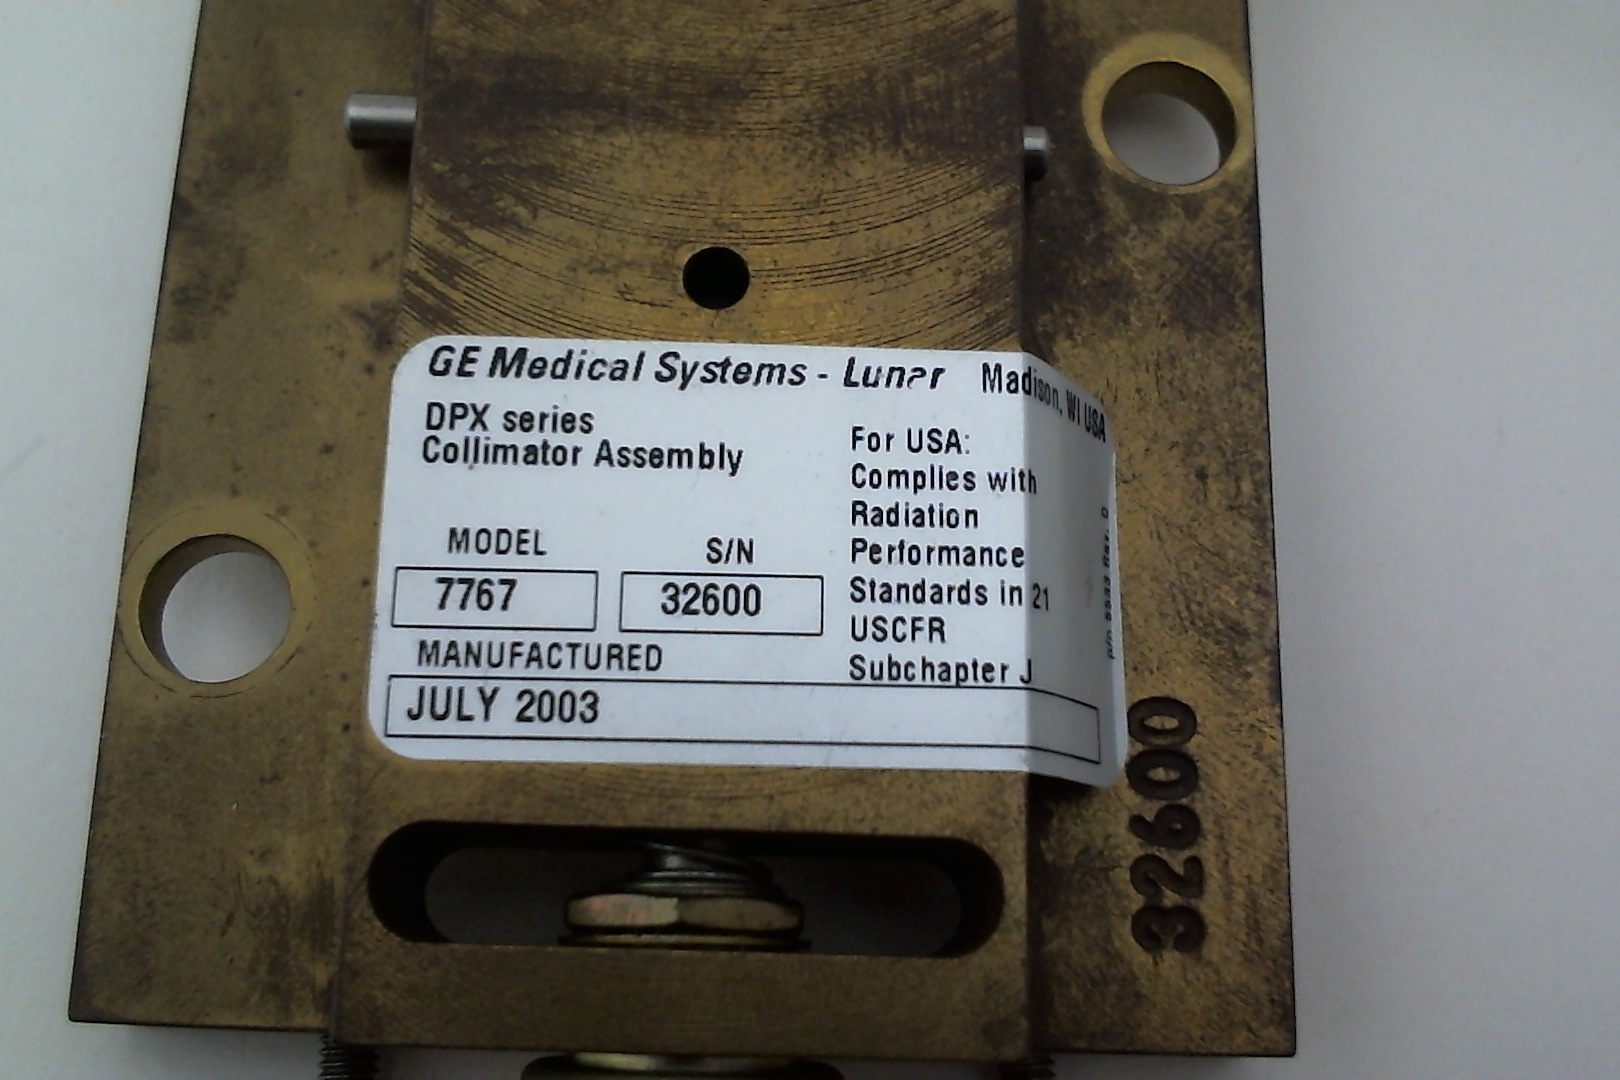 GE Medical Systems - Lunar Madison, WI USA
DPX series
Collimator Assembly
For USA:
Complies with
Radiation
Performance
Standards in 21
USCFR
Subchapter J
MODEL
7767
S/N
32600
MANUFACTURED
JULY 2003
p/n Rev.
32600